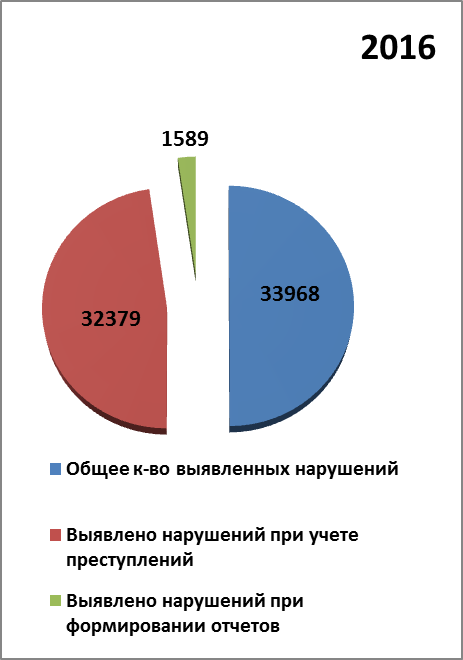 2016
1589
33968
32379
Общее к-во выявленных нарушений
Выявлено нарушений при учете
преступлений
Выявлено нарушений при
формировании отчетов